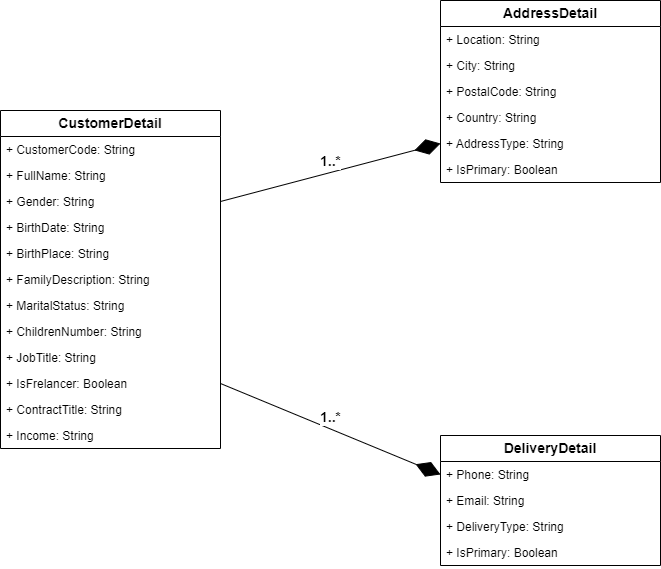 AddressDetail
+ Location: String
+ City: String
+ PostalCode: String
+ Country: String
+ AddressType: String
+ IsPrimary: Boolean
CustomerDetail
+ CustomerCode: String
+ FullName: String
+ Gender: String
+ BirthDate: String
+ BirthPlace: String
+ FamilyDescription: String
+ MaritalStatus: String
+ ChildrenNumber: String
+ JobTitle: String
+ IsFrelancer: Boolean
+ ContractTitle: String
+ Income: String
1..*
1..*
DeliveryDetail
+ Phone: String
+ Email: String
+ DeliveryType: String
+ IsPrimary: Boolean